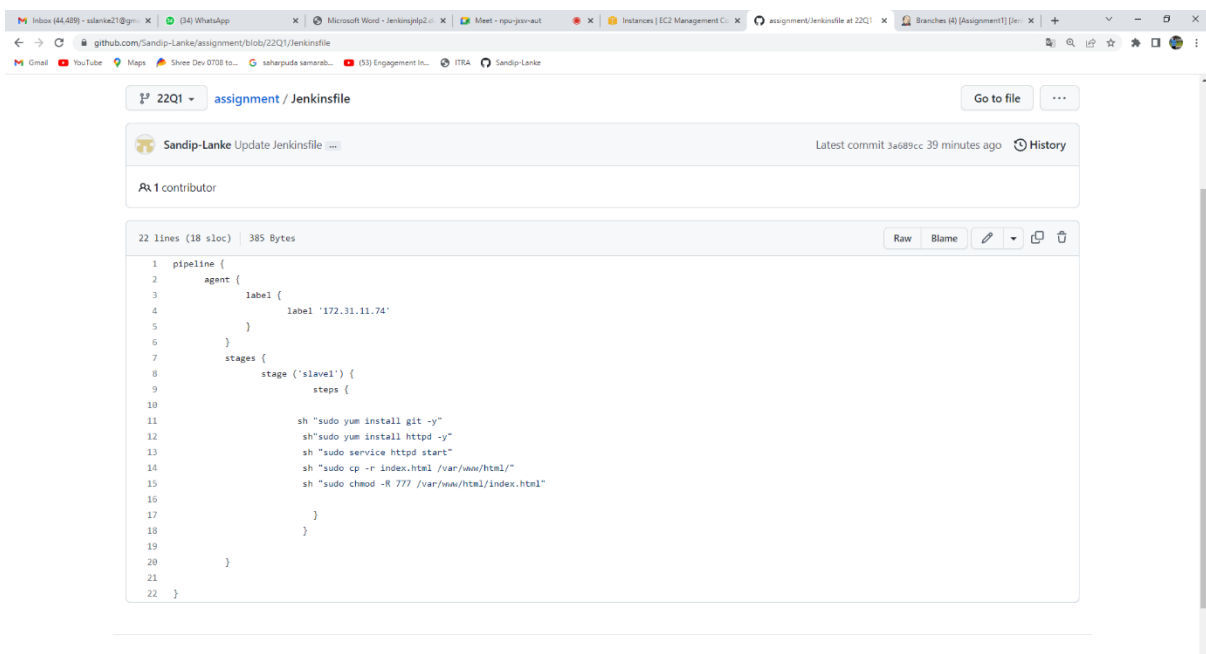 Inbox (44,489) - sslanke21@gm
(34) WhatsApp
Microsoft Word - Jenkinsjnlp2.d
Meet - npu-jxsv-aut
Instances | EC2 Management Co
assignment/Jenkinsfile at 22Q1
Branches (4) [Assignment1] [Jen
github.com/Sandip-Lanke/assignment/blob/22Q1/Jenkinsfile
Gmail
YouTube
Maps
Shree Dev 0708 to...
saharpuda samarab...
(53) Engagement In...
ITRA
Sandip-Lanke
22Q1
assignment / Jenkinsfile
Go to file
...
Sandip-Lanke Update Jenkinsfile ...
Latest commit 3a689cc 39 minutes ago
History
1 contributor
22 lines (18 sloc) | 385 Bytes
Raw
Blame
1 pipeline {
2 agent {
3 label {
4 label '172.31.11.74'
5 }
6 }
7 stages {
8 stage ('slave1') {
9 steps {
10
11 sh "sudo yum install git -y"
12 sh"sudo yum install httpd -y"
13 sh "sudo service httpd start"
14 sh "sudo cp -r index.html /var/www/html/"
15 sh "sudo chmod -R 777 /var/www/html/index.html"
16
17 }
18 }
19
20 }
21
22 }